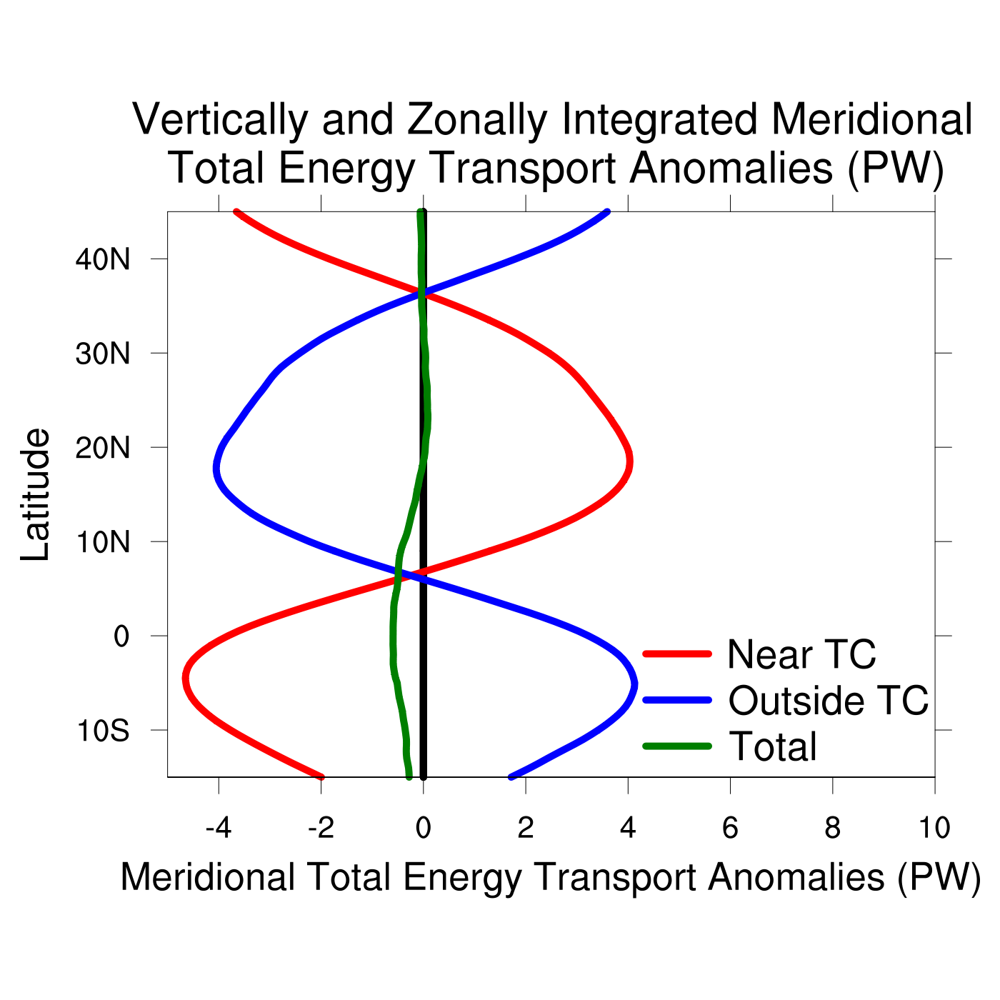 Vertically and Zonally Integrated Meridional
Total Energy Transport Anomalies (PW)
40N
30N
20N
10N
0
10S
Latitude
Near TC
Outside TC
Total
-4 -2 0 2 4 6 8 10
Meridional Total Energy Transport Anomalies (PW)